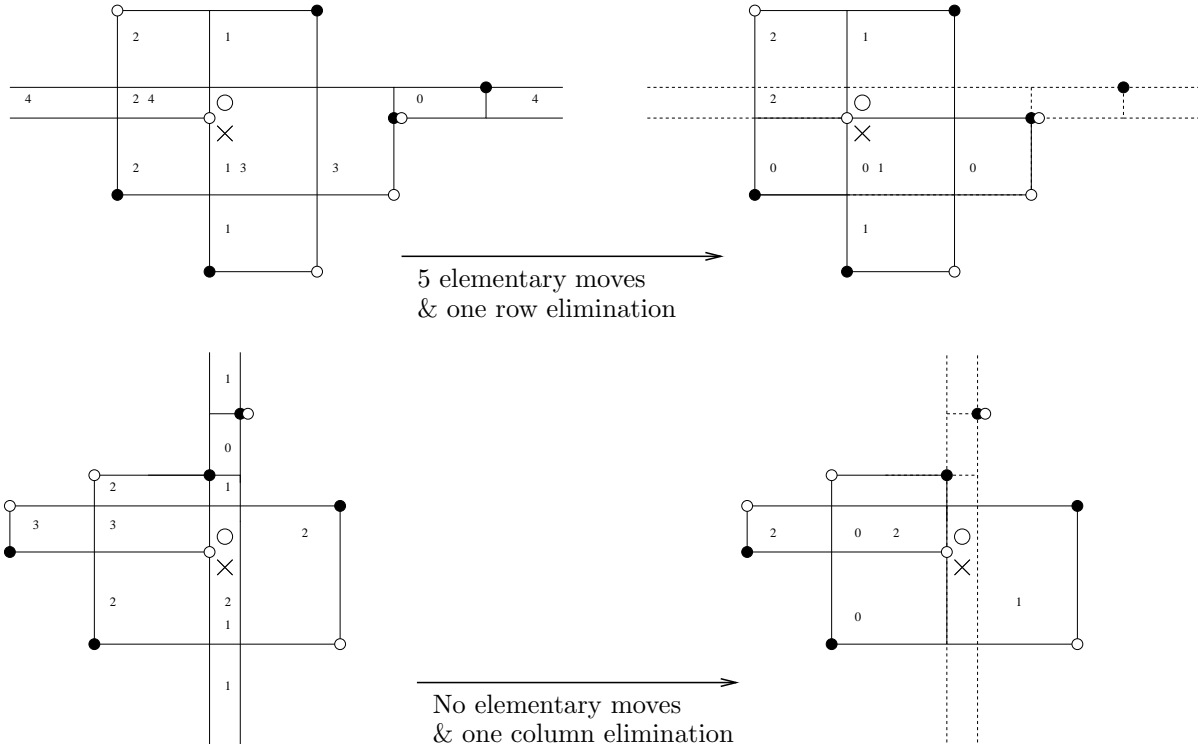 2 1 2 1
4 2 4 0 4 2
2 1 3 3 0 0 1 0
1 1
5 elementary moves
& one row elimination
1
0
2 1
3 3 2 2 0 2
2 2 1
1 0
1
No elementary moves
& one column elimination